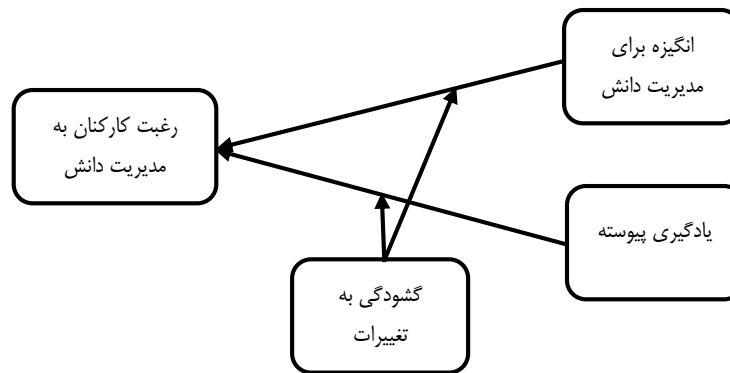 انگیزه برای
مدیریت دانش
رغبت کارکنان به
مدیریت دانش
یادگیری پیوسته
گشودگی به
تغییرات